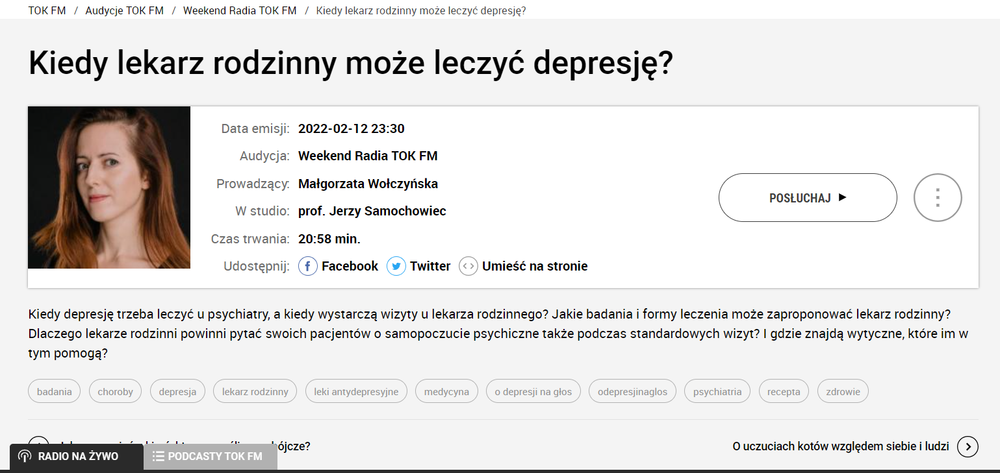 TOK FM / Audycje TOK FM / Weekend Radia TOK FM / Kiedy lekarz rodzinny może leczyć depresję?
Kiedy lekarz rodzinny może leczyć depresję?
Data emisji: 2022-02-12 23:30
Audycja: Weekend Radia TOK FM
Prowadzący: Małgorzata Wołczyńska
W studio: prof. Jerzy Samochowiec
Czas trwania: 20:58 min.
Udostępnij: Facebook Twitter Umieść na stronie
POSŁUCHAJ
Kiedy depresję trzeba leczyć u psychiatry, a kiedy wystarczą wizyty u lekarza rodzinnego? Jakie badania i formy leczenia może zaproponować lekarz rodzinny?
Dlaczego lekarze rodzinni powinni pytać swoich pacjentów o samopoczucie psychiczne także podczas standardowych wizyt? I gdzie znajdą wytyczne, które im w
tym pomogą?
badania choroby depresja lekarz rodzinny leki antydepresyjne medycyna o depresji na głos odepresjinaglos psychiatria recepta zdrowie
O uczuciach kotów względem siebie i ludzi
RADIO NA ŻYWO PODCASTY TOK FM